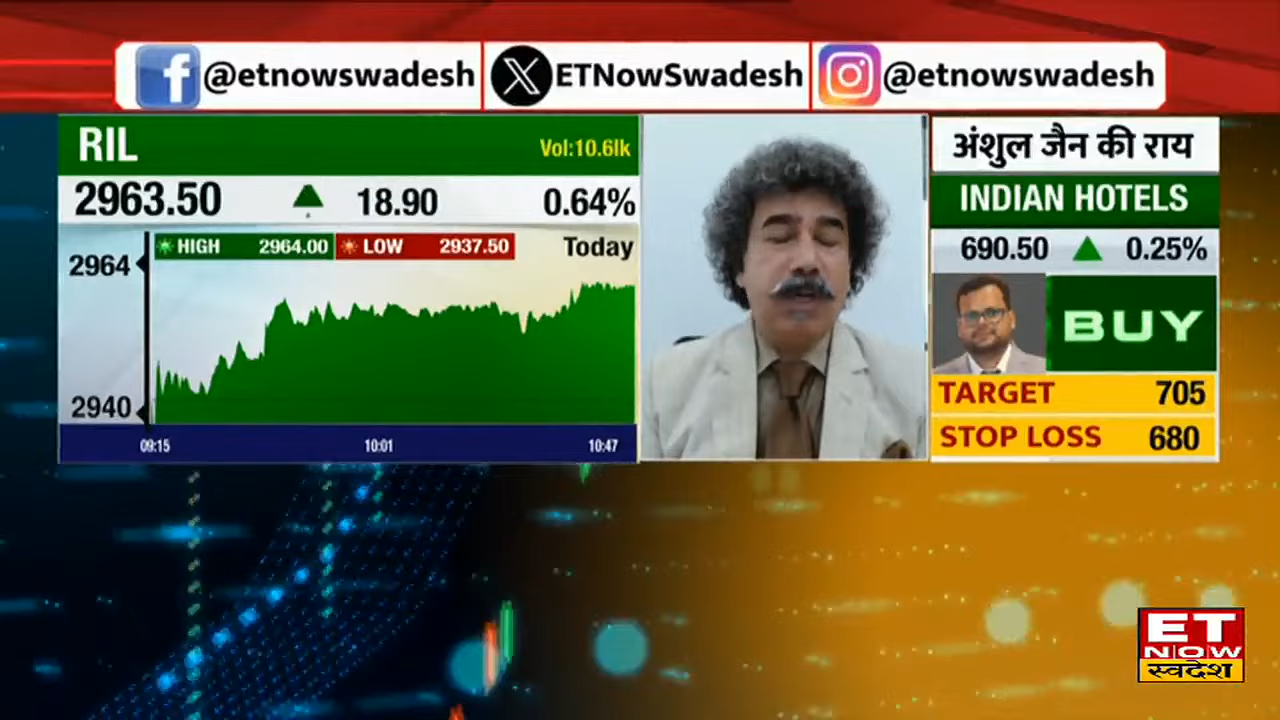 @etnowswadesh
ETNowSwadesh
@etnowswadesh
RIL
Vol:10.6lk
2963.50 18.90 0.64%
HIGH 2964.00 LOW 2937.50 Today
2964
2940
09:15 10:01 10:47
अंशुल जैन की राय
INDIAN HOTELS
690.50 0.25%
BUY
TARGET 705
STOP LOSS 680
ET
NOW
स्वदेश